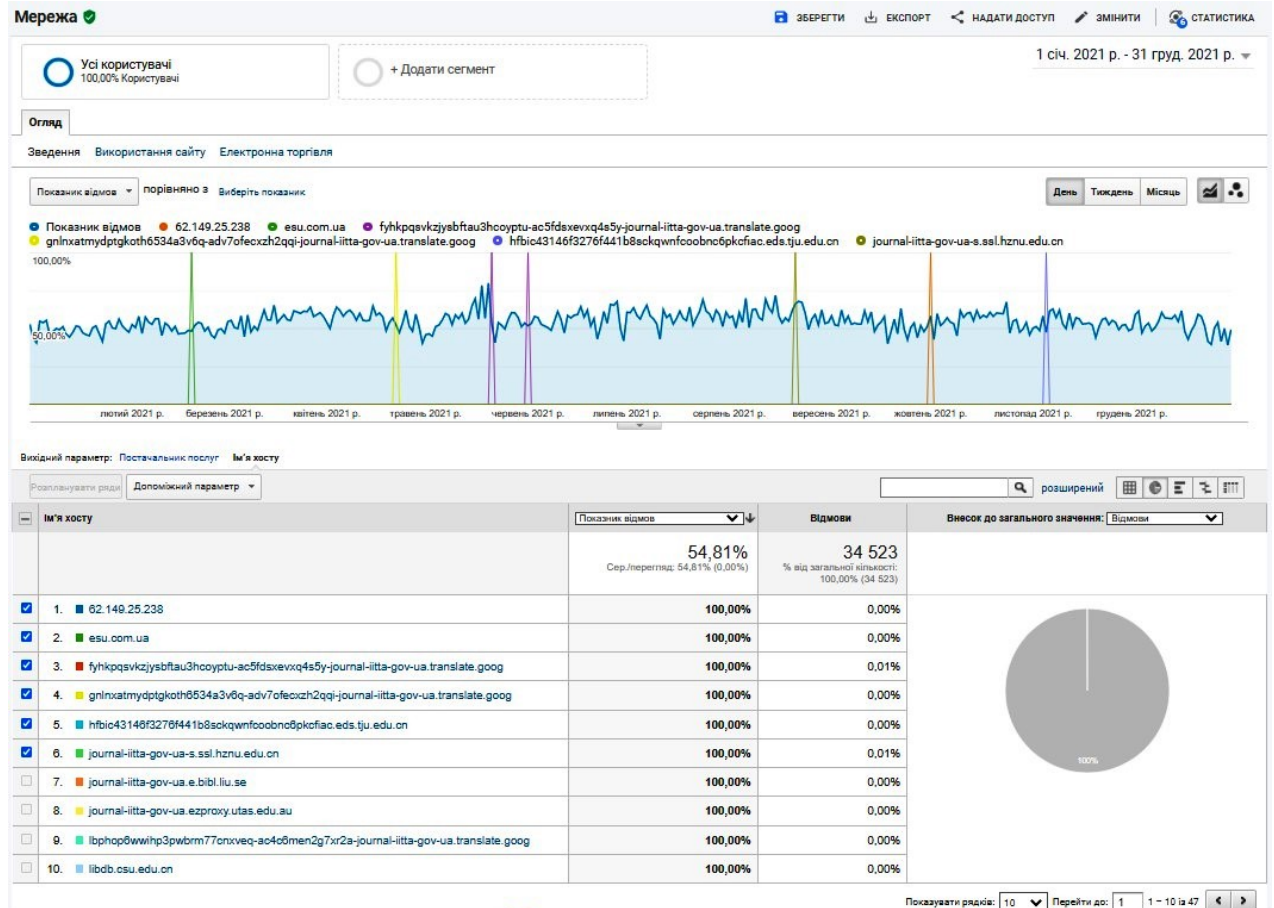 Мережа
ЗБЕРЕГТИ ЕКСПОРТ НАДАТИ ДОСТУП ЗМІНИТИ 6 СТАТИСТИКА
1 січ. 2021 р. - 31 груд. 2021 р.
Усі користувачі
100,00% Користувачі
+ Додати сегмент
Огляд
Зведення Використання сайту Електронна торгівля
Показник відмов порівняно з Виберіть показник
День Тиждень Місяць
Показник відмов 62.149.25.238 esu.com.ua fyhkpqsvkzjysbftau3hcoyptu-ac5fdsxevxq4s5y-journal-iitta-gov-ua.translate.goog
gnlnxatmydptgkoth6534a3v6q-adv7ofecxzh2qqi-journal-iitta-gov-ua.translate.goog hfbic43146f3276f441b8sckqwnfcoobnc6pkcfiac.eds.tju.edu.cn journal-iitta-gov-ua-s.ssl.hznu.edu.cn
100,00%
50,00%
лютий 2021 р. березень 2021 р. квітень 2021 р. травень 2021 р. червень 2021 р. липень 2021 р. серпень 2021 р. вересень 2021 р. жовтень 2021 р. листопад 2021 р. грудень 2021 р.
Вихідний параметр: Постачальник послуг Ім'я хосту
Розпланувати ряди Допоміжний параметр
розширений
Ім'я хосту Показник відмов Відмови Внесок до загального значення: Відмови
54,81% 34 523
Сер./перегляд: 54,81% (0,00%) % від загальної кількості:
100,00% (34 523)
1. 62.149.25.238 100,00% 0,00%
2. esu.com.ua 100,00% 0,00%
3. fyhkpqsvkzjysbftau3hcoyptu-ac5fdsxevxq4s5y-journal-iitta-gov-ua.translate.goog 100,00% 0,01%
4. gnlnxatmydptgkoth6534a3v6q-adv7ofecxzh2qqi-journal-iitta-gov-ua.translate.goog 100,00% 0,00%
5. hfbic43146f3276f441b8sckqwnfcoobnc6pkcfiac.eds.tju.edu.cn 100,00% 0,00%
6. journal-iitta-gov-ua-s.ssl.hznu.edu.cn 100,00% 0,01%
7. journal-iitta-gov-ua.e.bibl.liu.se 100,00% 0,00%
8. journal-iitta-gov-ua.ezproxy.utas.edu.au 100,00% 0,00%
9. lbphop6wwihp3pwbrm77cnxveq-ac4c6men2g7xr2a-journal-iitta-gov-ua.translate.goog 100,00% 0,00%
10. libdb.csu.edu.cn 100,00% 0,00%
100%
Показувати рядків: 10 Перейти до: 1 1 – 10 із 47